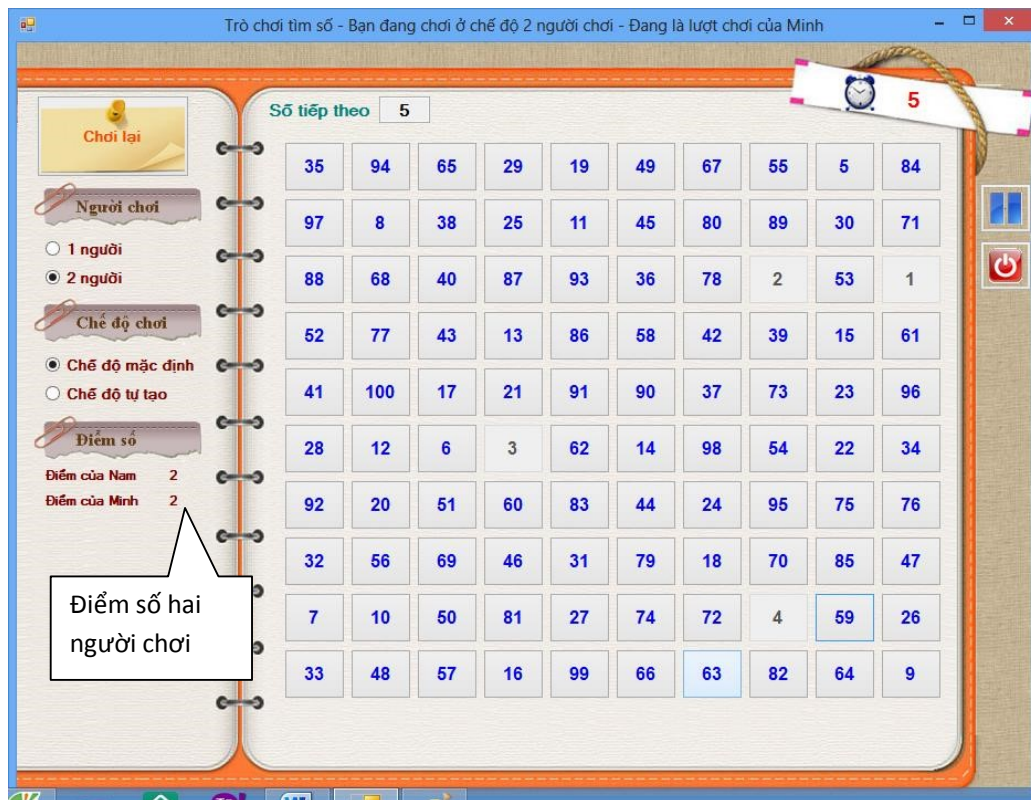 Trò chơi tìm số - Bạn đang chơi ở chế độ 2 người chơi - Đang là lượt chơi của Minh
5
Chơi lại
Số tiếp theo 5
Người chơi
1 người
2 người
Chế độ chơi
Chế độ mặc định
Chế độ tự tạo
Điểm số
Điểm của Nam 2
Điểm của Minh 2
Điểm số hai
người chơi
35 94 65 29 19 49 67 55 5 84
97 8 38 25 11 45 80 89 30 71
88 68 40 87 93 36 78 2 53 1
52 77 43 13 86 58 42 39 15 61
41 100 17 21 91 90 37 73 23 96
28 12 6 3 62 14 98 54 22 34
92 20 51 60 83 44 24 95 75 76
32 56 69 46 31 79 18 70 85 47
7 10 50 81 27 74 72 4 59 26
33 48 57 16 99 66 63 82 64 9